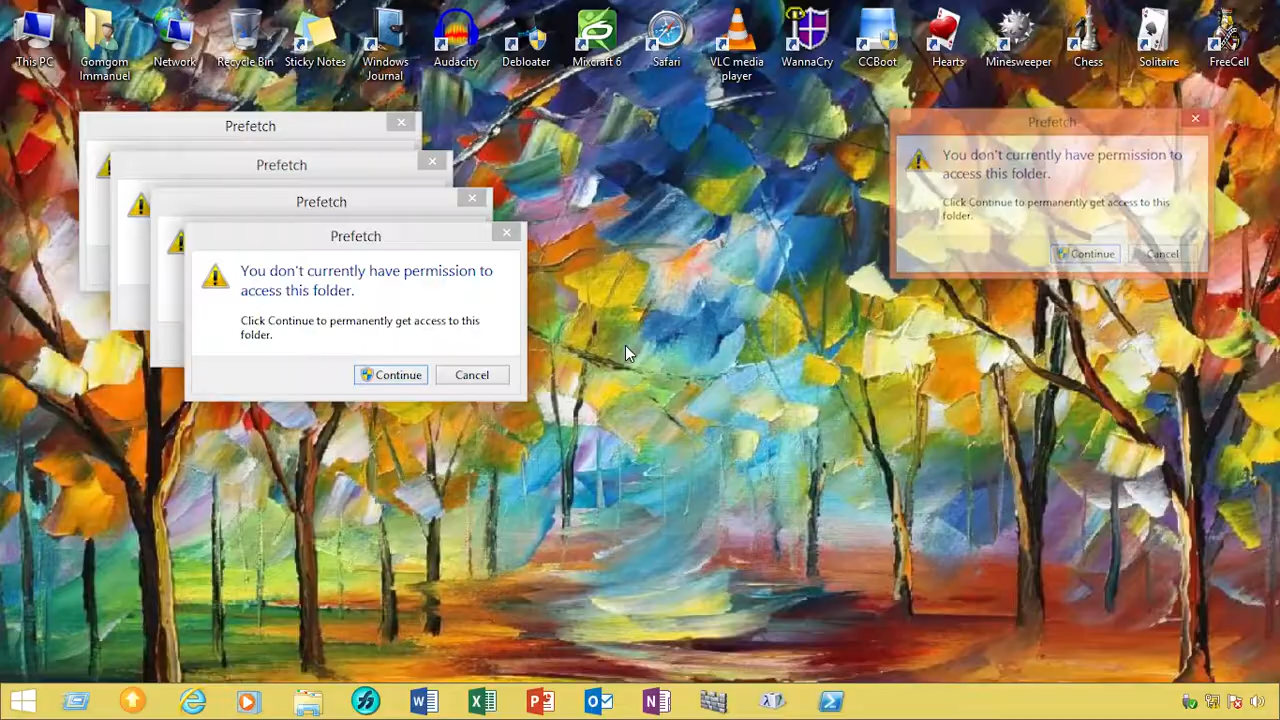 This PC
Gomgom
Immanuel
Network
Recycle Bin
Sticky Notes
Windows
Journal
Audacity
Debloater
Mixcraft 6
Safari
VLC media
player
WannaCry
CCBoot
Hearts
Minesweeper
Chess
Solitaire
FreeCell
Prefetch
Prefetch
Prefetch
Prefetch
You don't currently have permission to
access this folder.
Click Continue to permanently get access to this
folder.
Continue
Cancel
Prefetch
You don't currently have permission to
access this folder.
Click Continue to permanently get access to this
folder.
Continue
Cancel